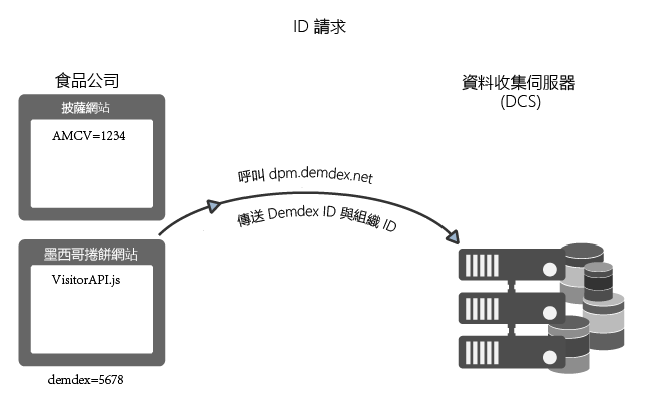 ID 請求
食品公司
披薩網站
AMCV=1234
墨西哥捲餅網站
VisitorAPI.js
demdex=5678
呼叫 dpm.demdex.net
傳送 Demdex ID 與組織 ID
資料收集伺服器
(DCS)